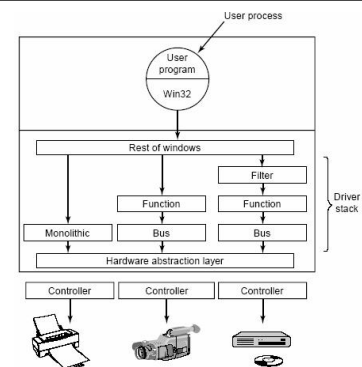 User process
User
program
Win32
Rest of windows
Filter
Function
Function
Driver
stack
Monolithic
Bus
Bus
Hardware abstraction layer
Controller
Controller
Controller